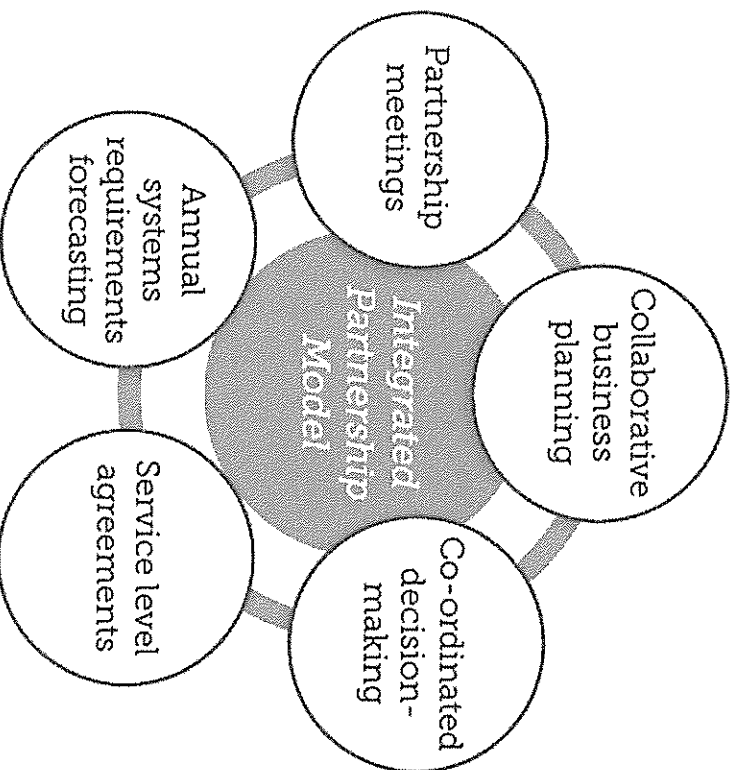 Collaborative
business
planning
Co-ordinated
decision-
making
Service level
agreements
Annual
systems
requirements
forecasting
Partnership
meetings
Integrated
Partnership
Model